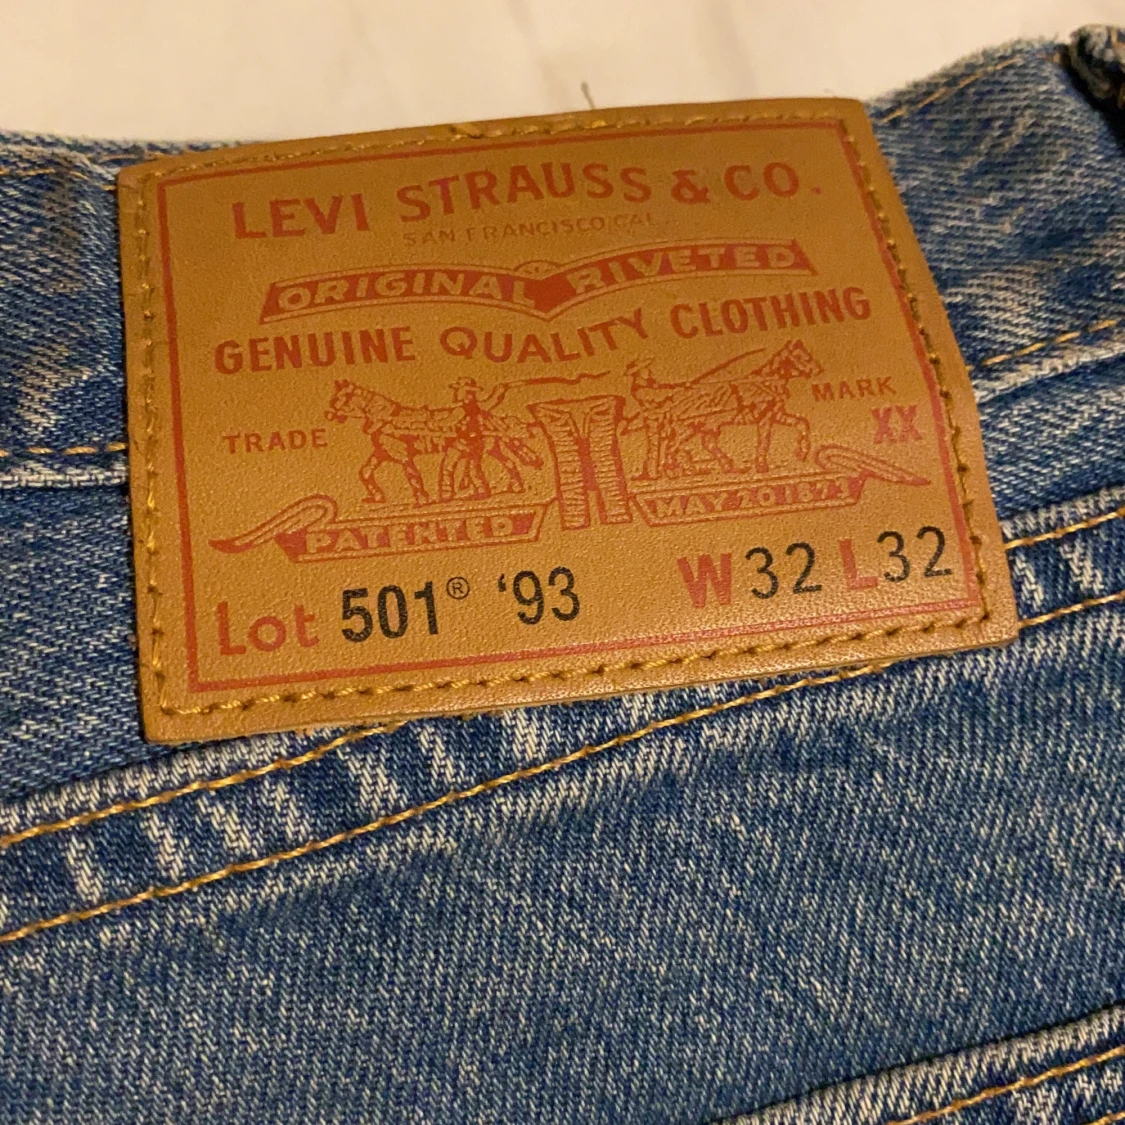 LEVI STRAUSS & CO.
SAN FRANCISCO CAL.
ORIGINAL RIVETED
GENUINE QUALITY CLOTHING
TRADE MARK
XX
PATENTED MAY 20 1873
Lot 501® ‘93 W32 L32